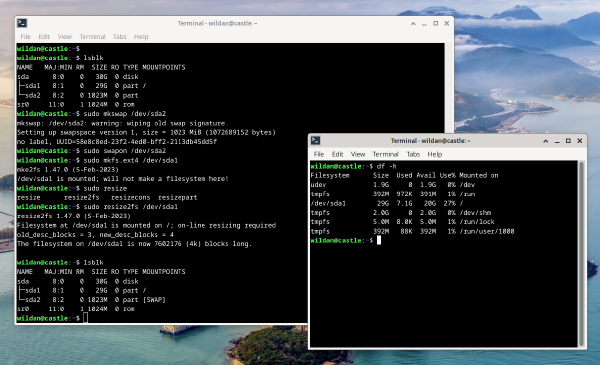 Terminal - wildan@castle: ~
File Edit View Terminal Tabs Help
wildan@castle:~$
wildan@castle:~$ lsblk
NAME   MAJ:MIN RM  SIZE RO TYPE MOUNTPOINTS
sda      8:0    0   30G  0 disk
├─sda1   8:1    0   29G  0 part /
└─sda2   8:2    0 1023M  0 part
sr0     11:0    1 1024M  0 rom
wildan@castle:~$ sudo mkswap /dev/sda2
mkswap: /dev/sda2: warning: wiping old swap signature.
Setting up swapspace version 1, size = 1023 MiB (1072689152 bytes)
no label, UUID=58e8c8ed-23f2-4ed0-bff2-21l3db45dd5f
wildan@castle:~$ sudo swapon /dev/sda2
wildan@castle:~$ sudo mkfs.ext4 /dev/sda1
mke2fs 1.47.0 (5-Feb-2023)
/dev/sda1 is mounted; will not make a filesystem here!
wildan@castle:~$ sudo resize
resize      resize2fs   resizecons  resizepart
wildan@castle:~$ sudo resize2fs /dev/sda1
resize2fs 1.47.0 (5-Feb-2023)
Filesystem at /dev/sda1 is mounted on /; on-line resizing required
old_desc_blocks = 3, new_desc_blocks = 4
The filesystem on /dev/sda1 is now 7602176 (4k) blocks long.
wildan@castle:~$ lsblk
NAME   MAJ:MIN RM  SIZE RO TYPE MOUNTPOINTS
sda      8:0    0   30G  0 disk
├─sda1   8:1    0   29G  0 part /
└─sda2   8:2    0 1023M  0 part [SWAP]
sr0     11:0    1 1024M  0 rom
wildan@castle:~$
Terminal - wildan@castle: ~
File Edit View Terminal Tabs Help
wildan@castle:~$ df -h
Filesystem      Size  Used Avail Use% Mounted on
udev            1.9G     0  1.9G   0% /dev
tmpfs           392M  972K  391M   1% /run
/dev/sda1        29G  7.1G   20G  27% /
tmpfs           2.0G     0  2.0G   0% /dev/shm
tmpfs           5.0M  8.0K  5.0M   1% /run/lock
tmpfs           392M   88K  392M   1% /run/user/1000
wildan@castle:~$